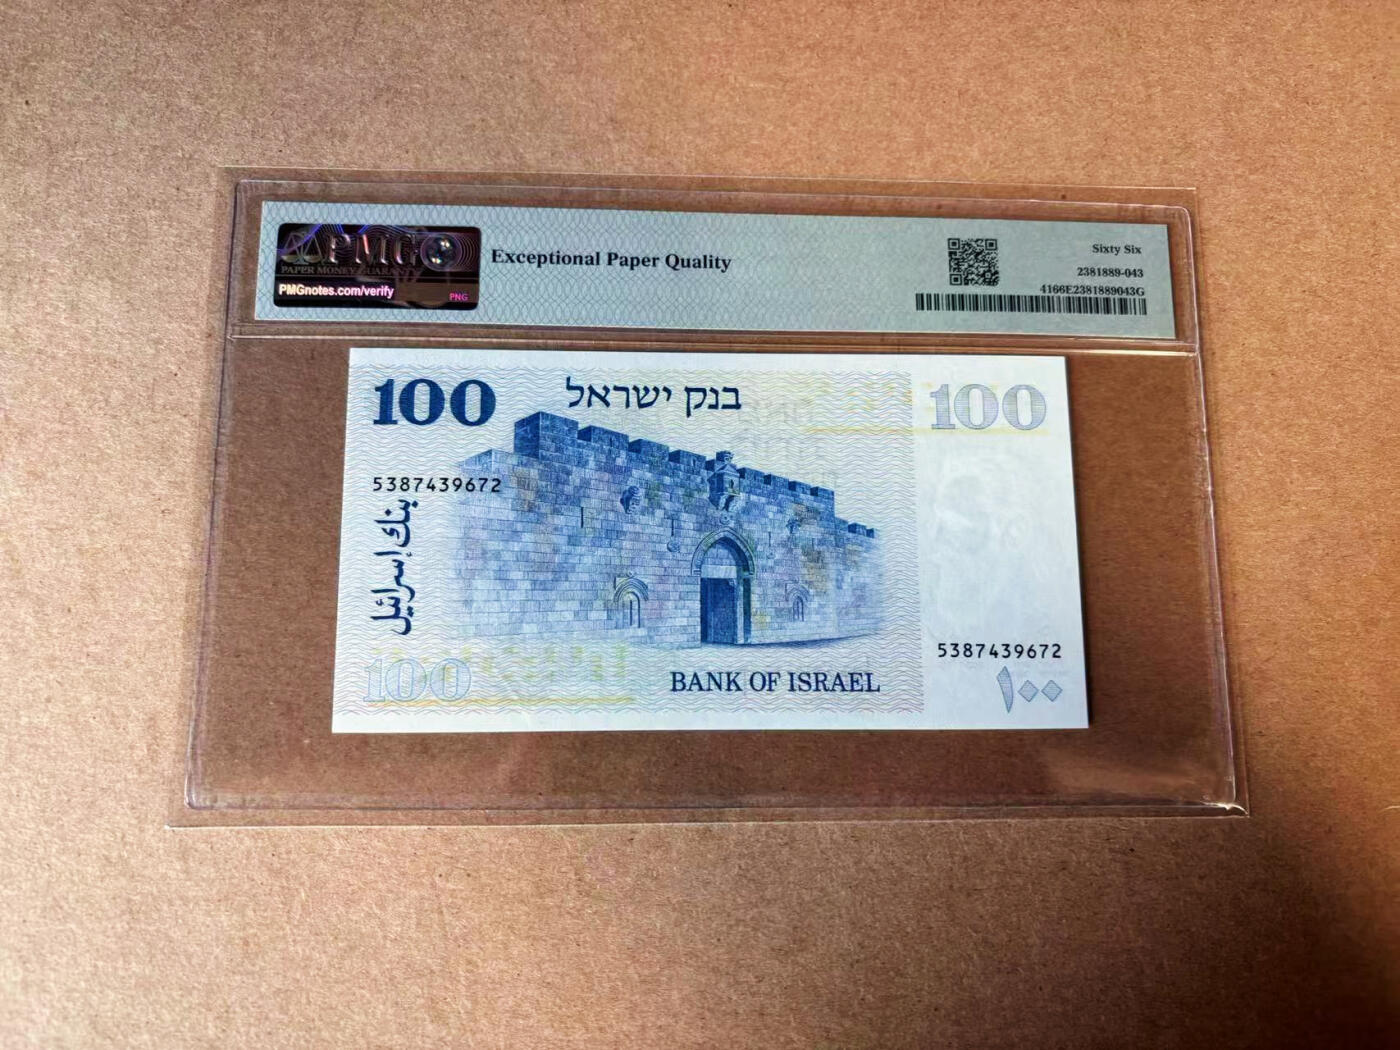 PMG
PAPER MONEY GUARANTY
PMGnotes.com/verify
PNG
Exceptional Paper Quality
Sixty Six
2381889-043
4166E2381889043G
100
בנק ישראל
100
5387439672
بنك إسرائيل
5387439672
100
BANK OF ISRAEL
١٠٠